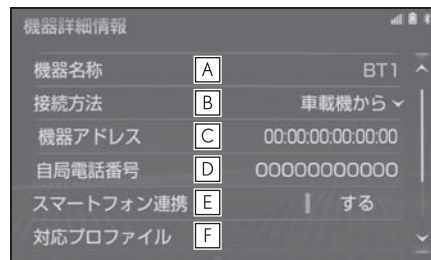 機器詳細情報
機器名称 A BT1
接続方法 B 車載機から
機器アドレス C 00:00:00:00:00:00
自局電話番号 D 00000000000
スマートフォン連携 E する
対応プロファイル F